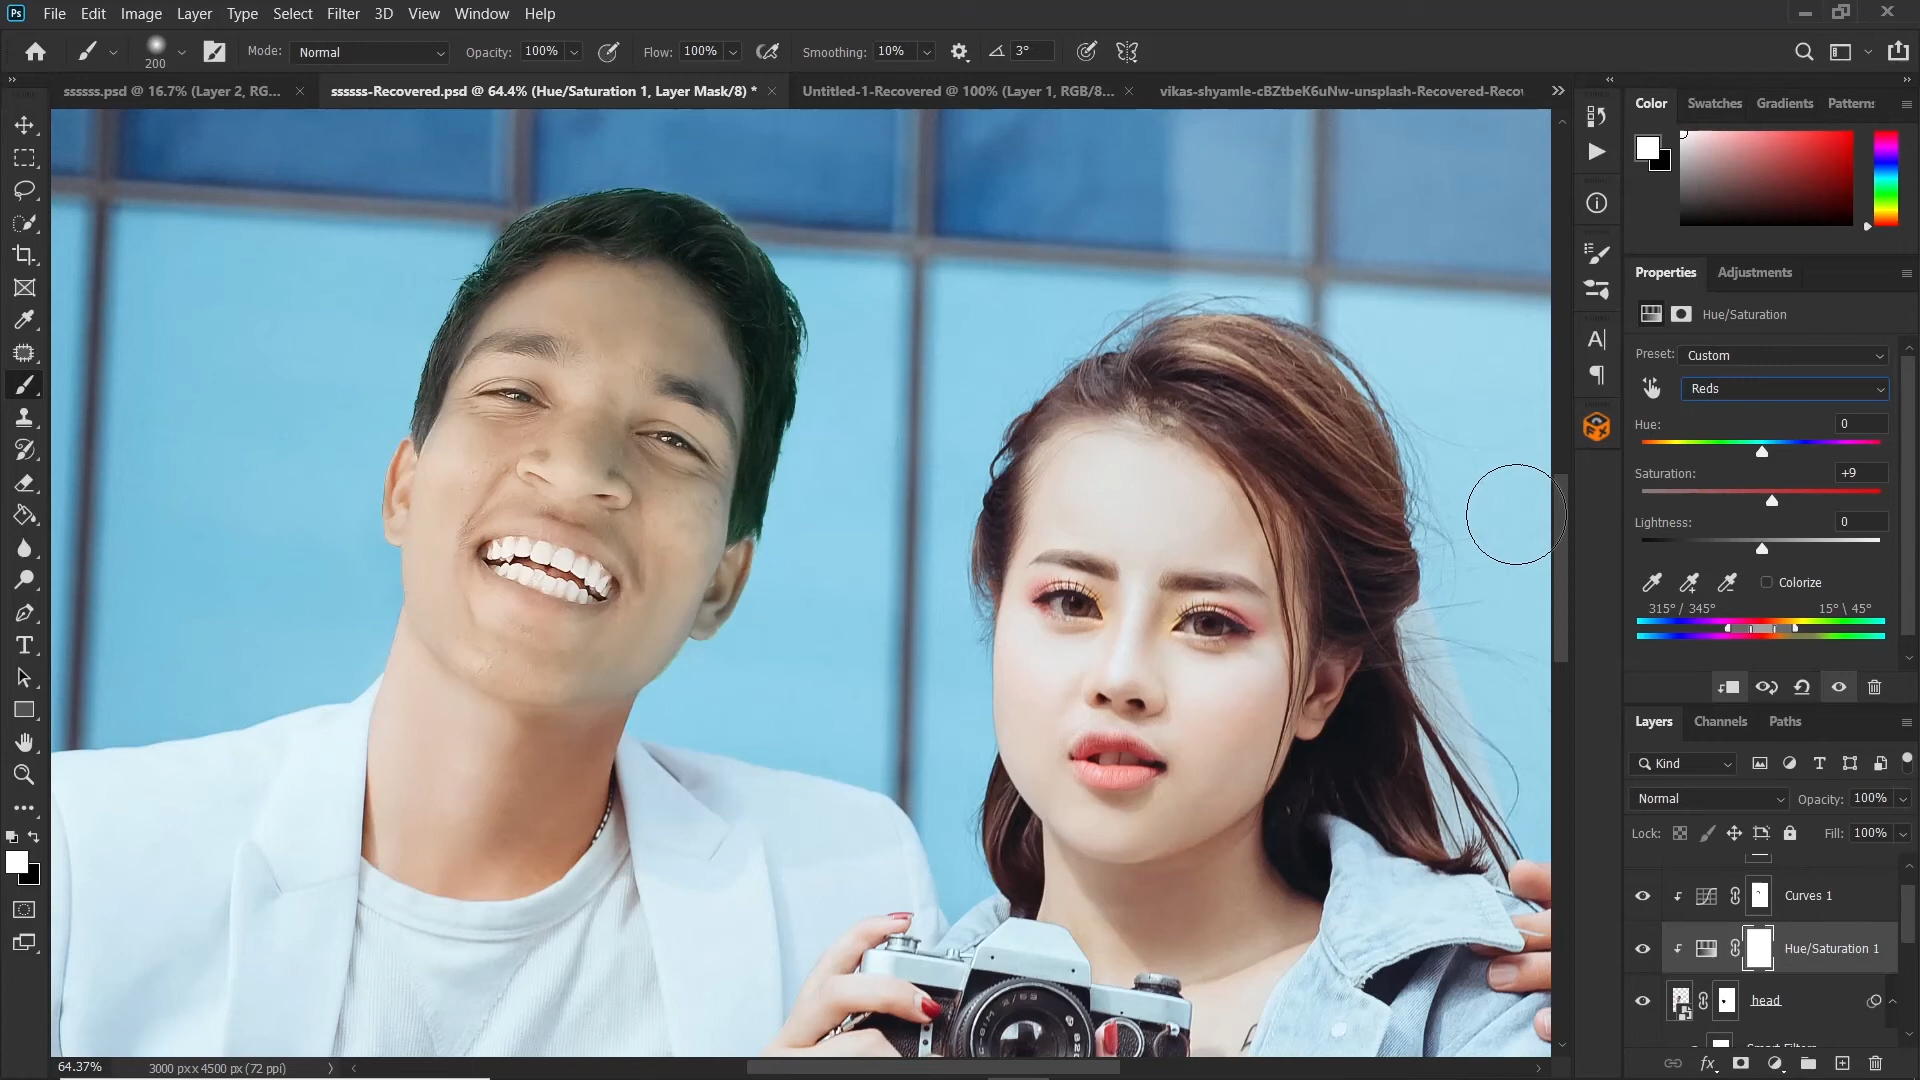 Ps File Edit Image Layer Type Select Filter 3D View Window Help
200 Mode: Normal Opacity: 100% Flow: 100% Smoothing: 10% 3°
ssssss.psd @ 16.7% (Layer 2, RG... × ssssss-Recovered.psd @ 64.4% (Hue/Saturation 1, Layer Mask/8) * × Untitled-1-Recovered @ 100% (Layer 1, RGB/8... × vikas-shyamle-cBZtbeK6uNw-unsplash-Recovered-Recov
Color Swatches Gradients Patterns
Properties Adjustments
Hue/Saturation
Preset: Custom
Reds
Hue: 0
Saturation: +9
Lightness: 0
Colorize
315° / 345° 15° \ 45°
Layers Channels Paths
Kind
Normal Opacity: 100%
Lock: Fill: 100%
Curves 1
Hue/Saturation 1
head
64.37% 3000 px x 4500 px (72 ppi)